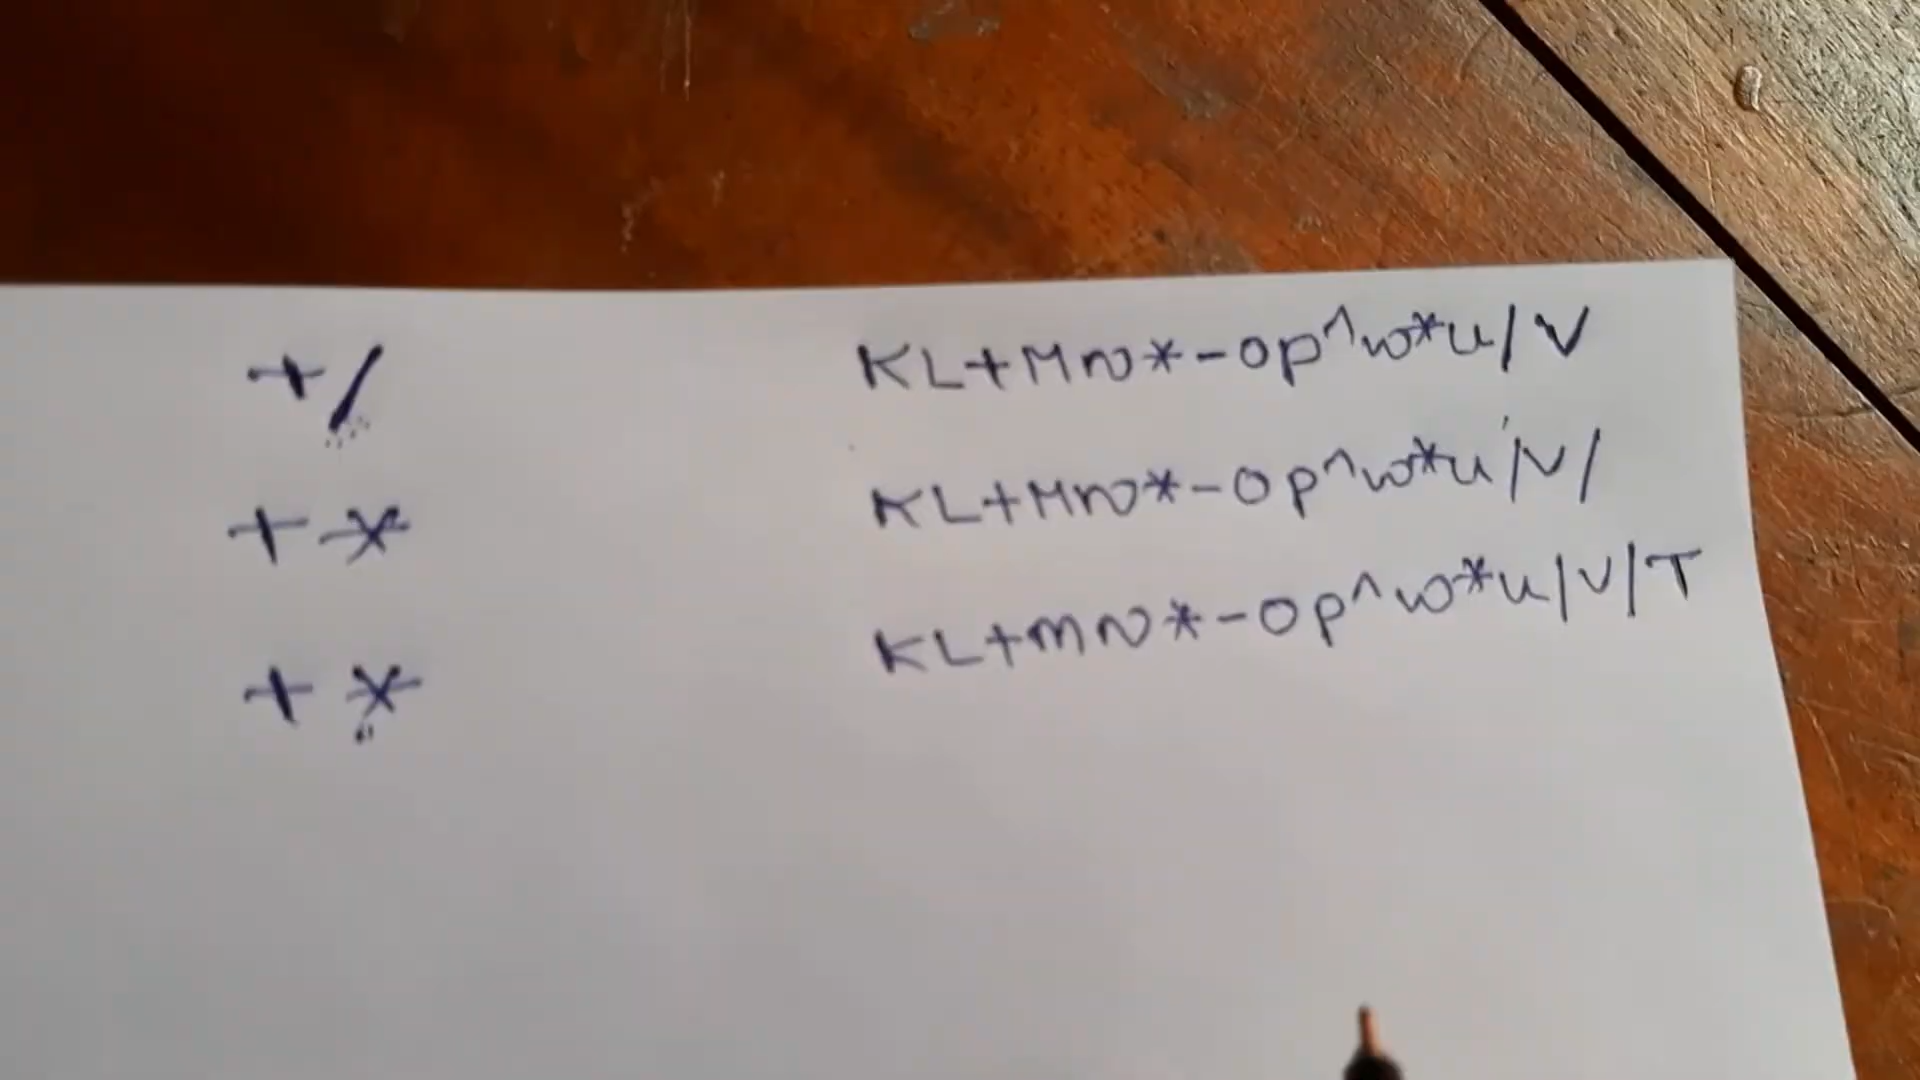 +/ KL+MN*-OP^W*U/V
+* KL+MN*-OP^W*U/V/
+* KL+MN*-OP^W*U/V/T